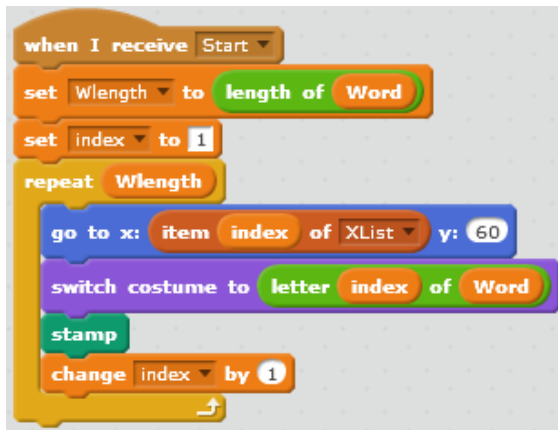 when I receive Start
set Wlength to length of Word
set index to 1
repeat Wlength
go to x: item index of XList y: 60
switch costume to letter index of Word
stamp
change index by 1